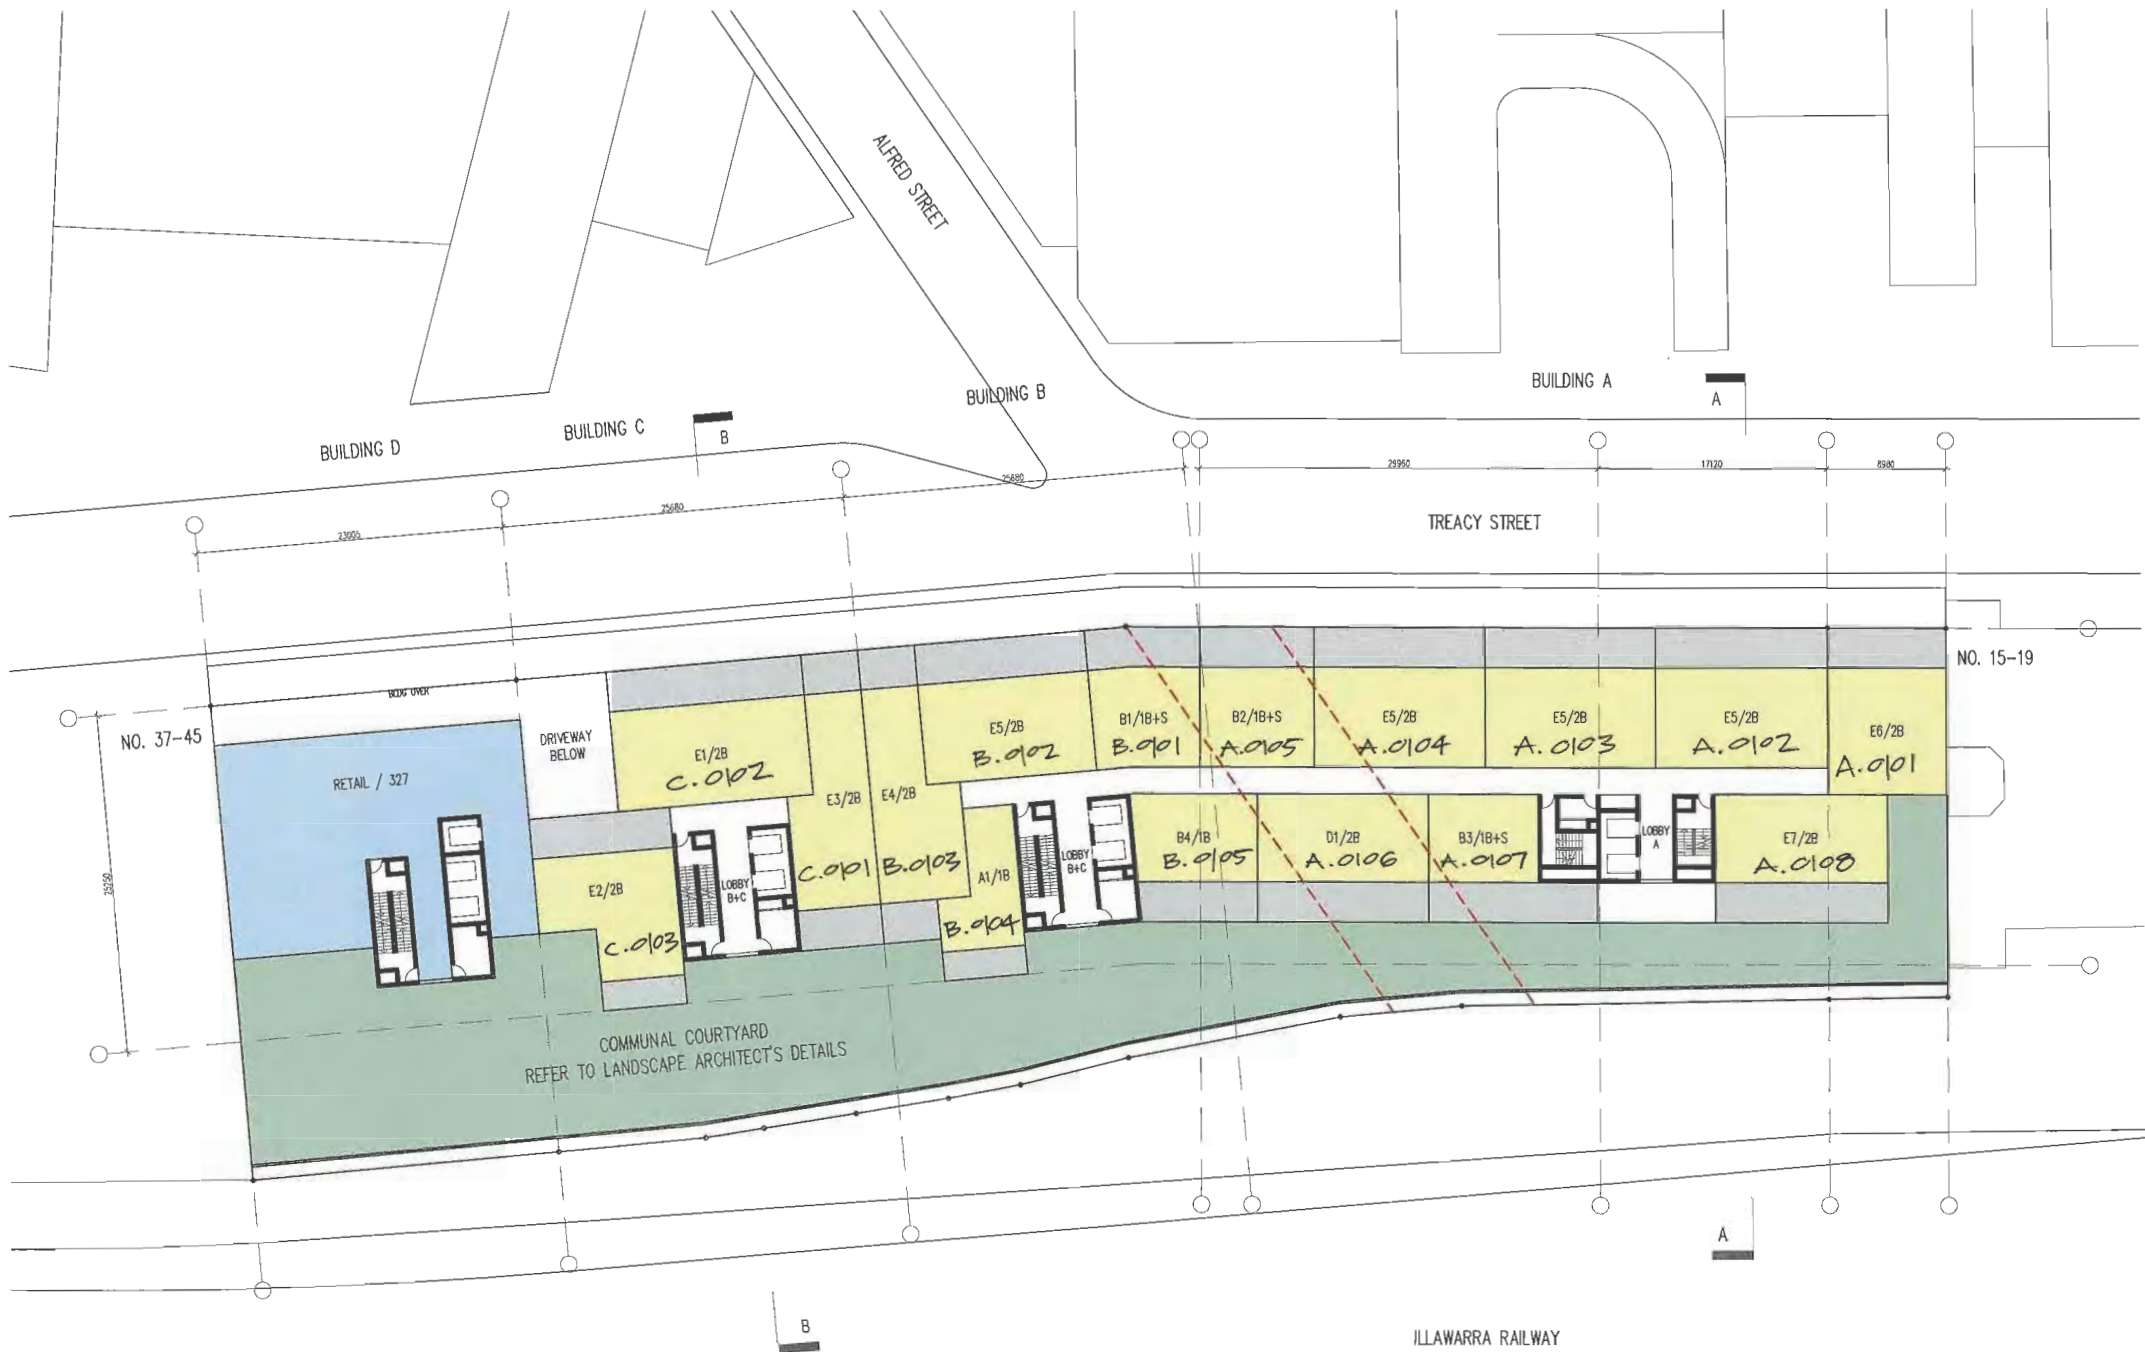 ALFRED STREET
BUILDING A
A
BUILDING B
BUILDING C
B
BUILDING D
29960
17120
8980
25680
25680
23005
TREACY STREET
NO. 15-19
BLDG OVER
NO. 37-45
25250
DRIVEWAY
BELOW
RETAIL / 327
E1/2B
C.0102
E3/2B
C.0101
E4/2B
B.0103
E5/2B
B.0102
B1/1B+S
B.0101
B2/1B+S
A.0105
E5/2B
A.0104
E5/2B
A.0103
E5/2B
A.0102
E6/2B
A.0101
E2/2B
C.0103
LOBBY
B+C
A1/1B
B.0104
LOBBY
B+C
B4/1B
B.0105
D1/2B
A.0106
B3/1B+S
A.0107
LOBBY
A
E7/2B
A.0108
COMMUNAL COURTYARD
REFER TO LANDSCAPE ARCHITECT'S DETAILS
A
B
ILLAWARRA RAILWAY